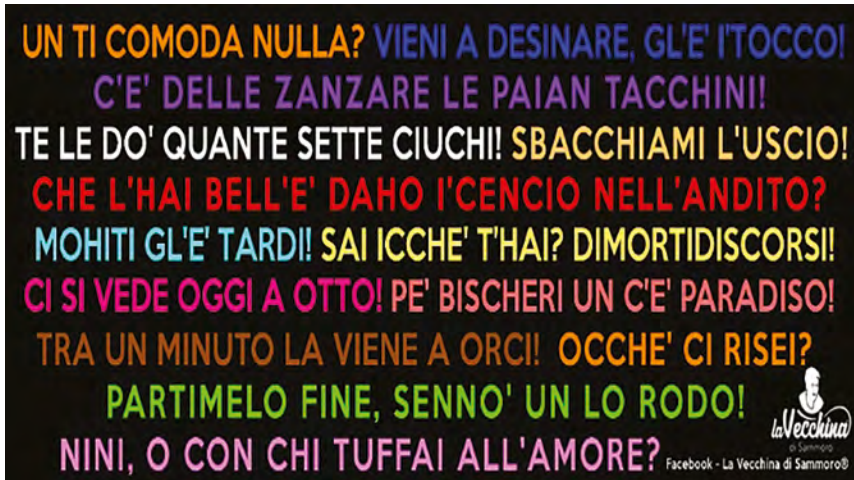 UN TI COMODA NULLA? VIENI A DESINARE, GL'E' I'TOCCO!
C'E' DELLE ZANZARE LE PAIAN TACCHINI!
TE LE DO' QUANTE SETTE CIUCHI! SBACCHIAMI L'USCIO!
CHE L'HAI BELL'E' DAHO I'CENCIO NELL'ANDITO?
MOHITI GL'E' TARDI! SAI ICCHE' T'HAI? DIMORTIDISCORSI!
CI SI VEDE OGGI A OTTO! PE' BISCHERI UN C'E' PARADISO!
TRA UN MINUTO LA VIENE A ORCI! OCCHE' CI RISEI?
PARTIMELO FINE, SENNO' UN LO RODO!
NINI, O CON CHI TUFFAI ALL'AMORE?
la Vecchina
di Sammoro
Facebook - La Vecchina di Sammoro®